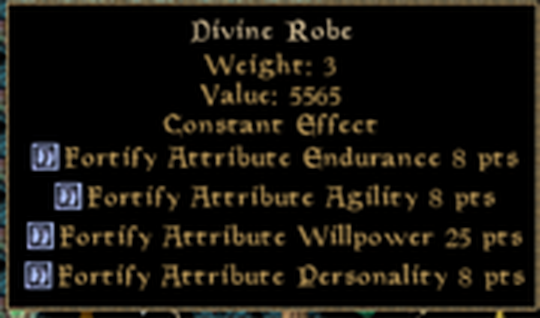 Divine Robe
Weight: 3
Value: 5565
Constant Effect
Fortify Attribute Endurance 8 pts
Fortify Attribute Agility 8 pts
Fortify Attribute Willpower 25 pts
Fortify Attribute Personality 8 pts